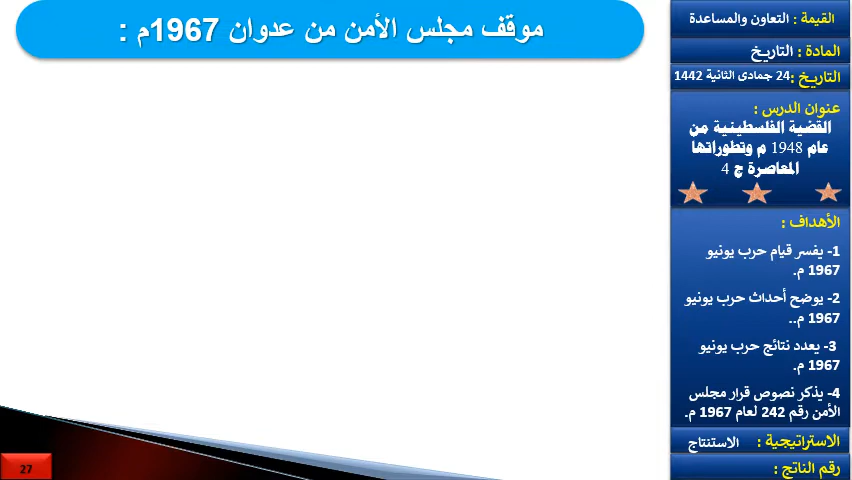 موقف مجلس الأمن من عدوان 1967م :
القيمة : التعاون والمساعدة
المادة : التاريخ
التاريخ :24 جمادى الثانية 1442
عنوان الدرس :
القضية الفلسطينية من
عام 1948 م وتطوراتها
المعاصرة ج 4
الأهداف :
1- يفسر قيام حرب يونيو
1967 م.
2- يوضح أحداث حرب يونيو
1967 م..
3- يعدد نتائج حرب يونيو
1967 م.
4- يذكر نصوص قرار مجلس
الأمن رقم 242 لعام 1967 م.
الاستراتيجية : الاستنتاج
رقم الناتج :
27